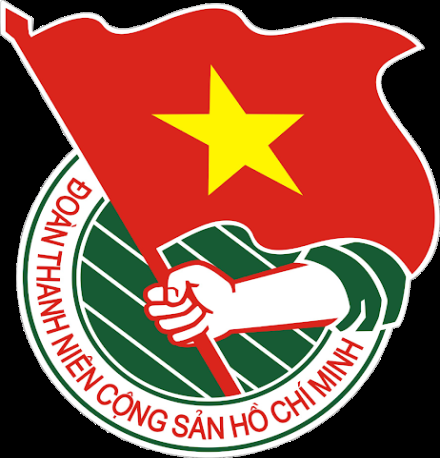 ĐOÀN THANH NIÊN CỘNG SẢN HỒ CHÍ MINH